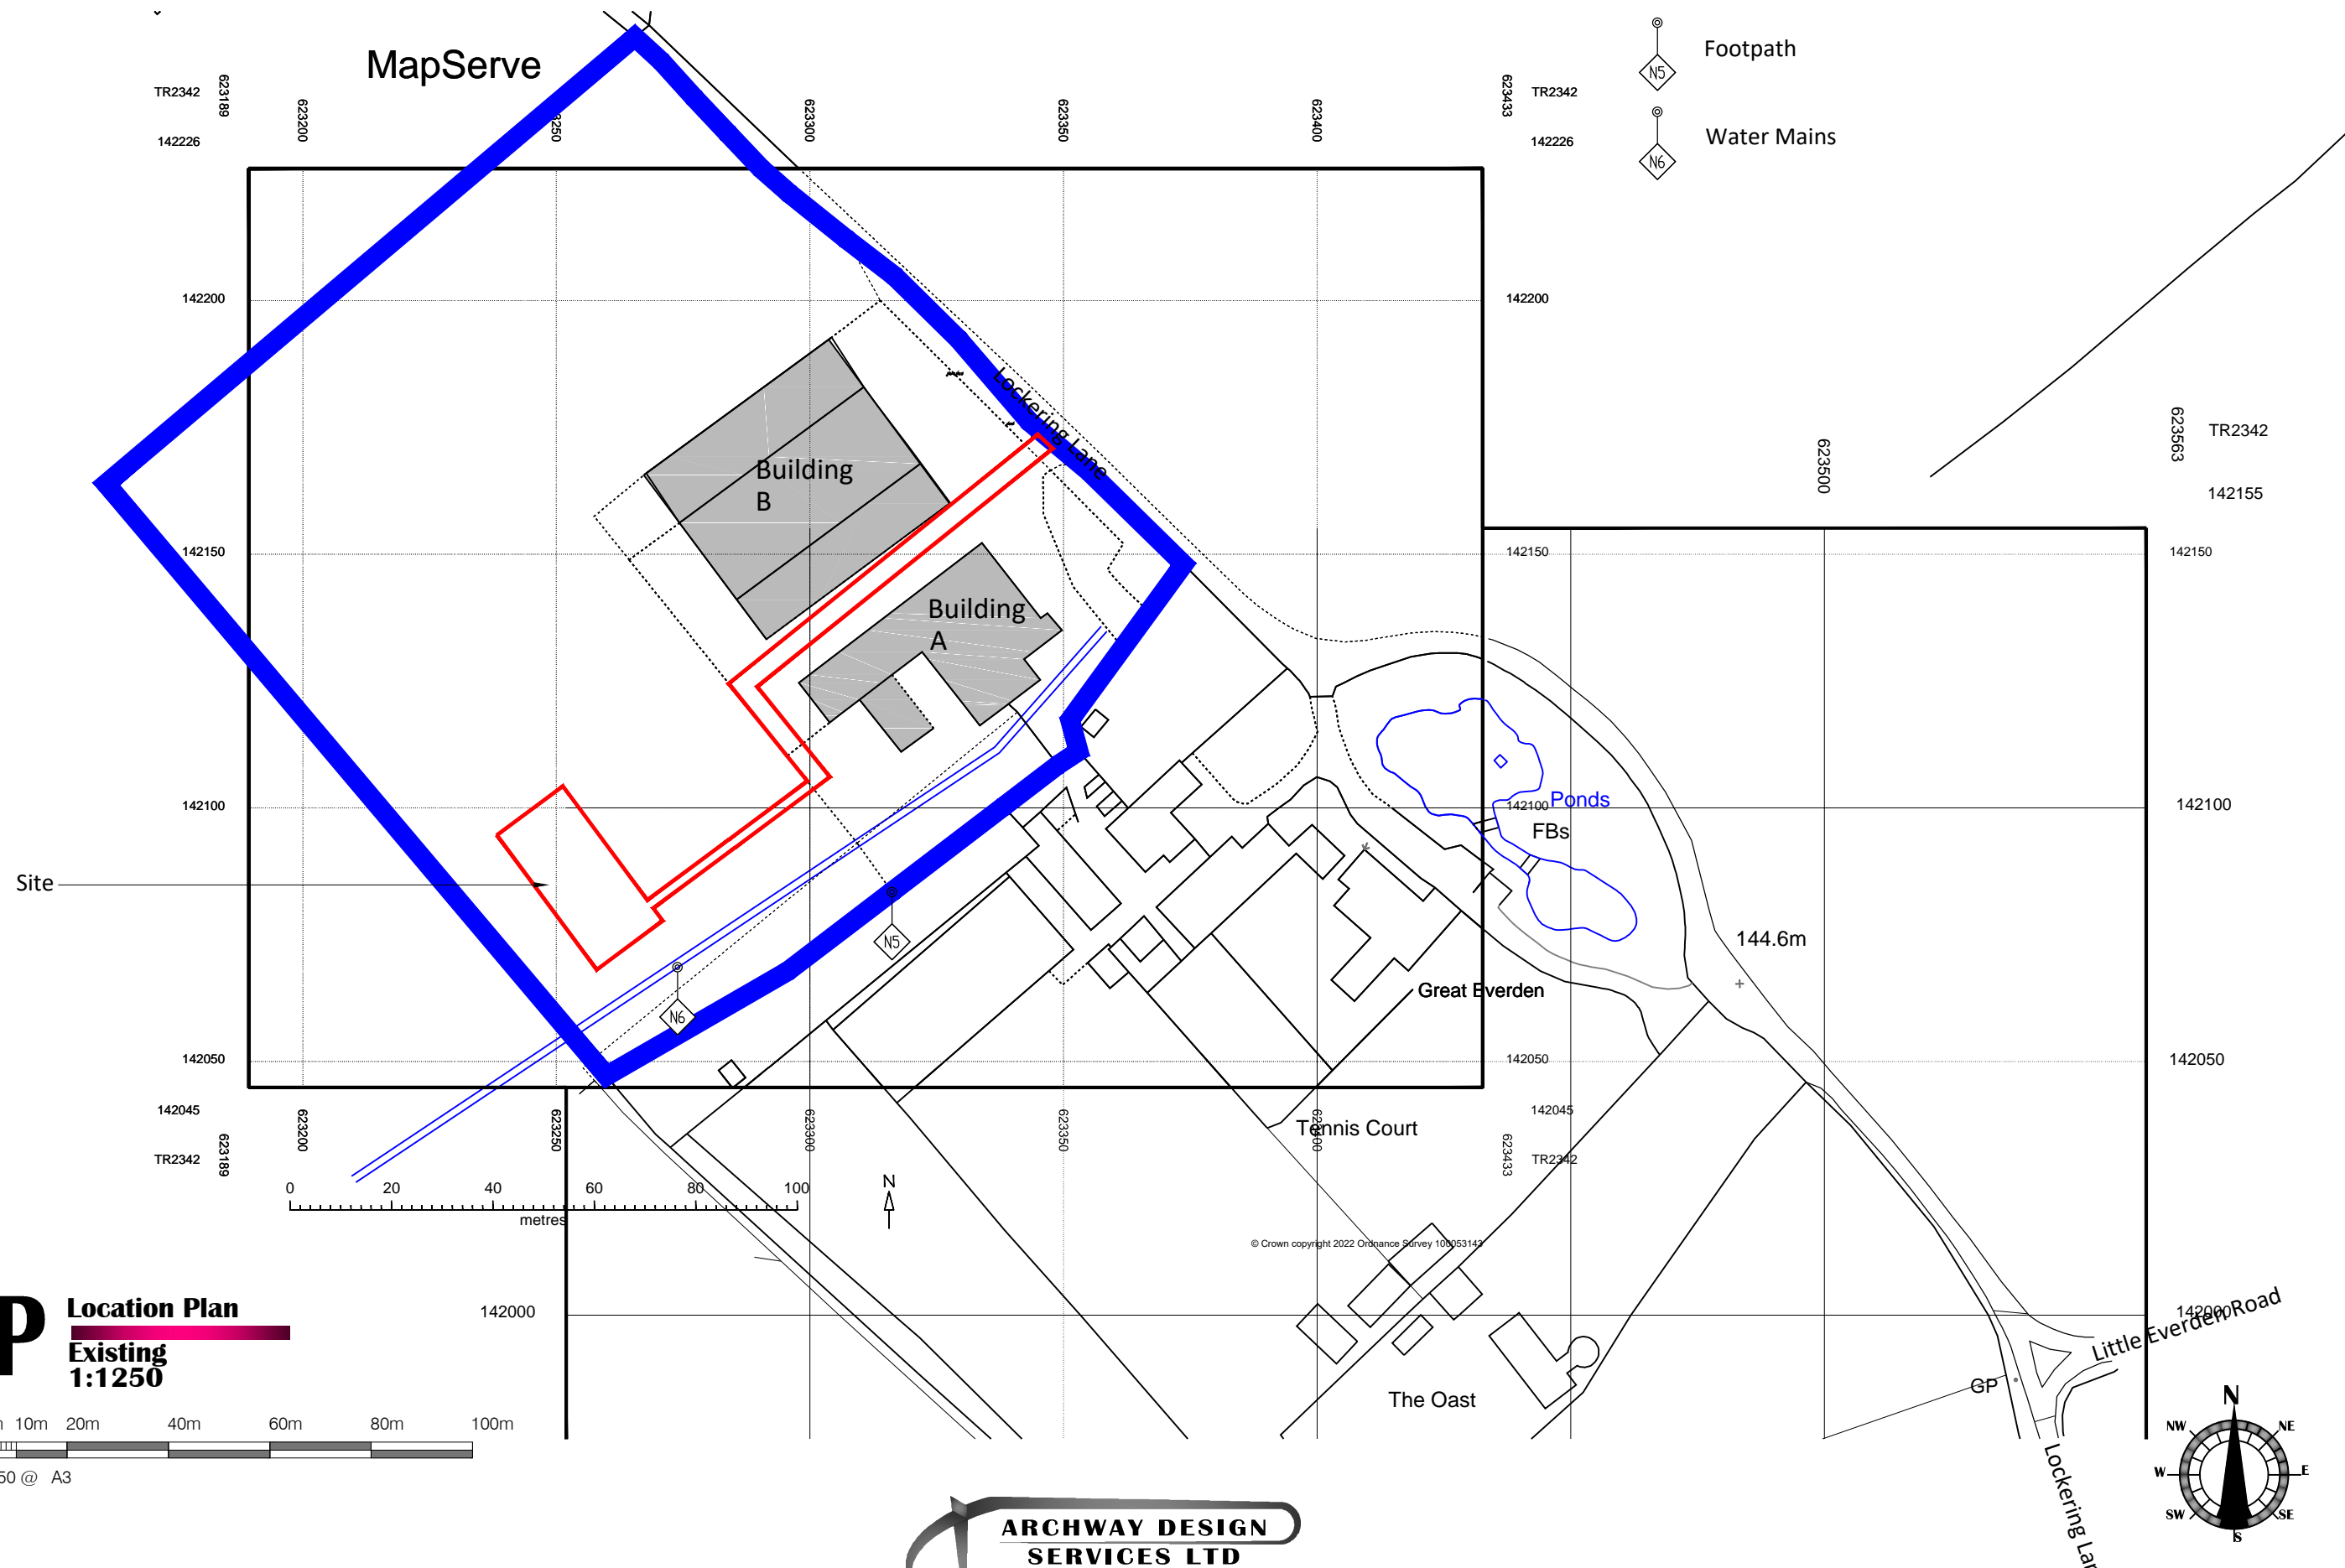 MapServe
Footpath
N5
Water Mains
N6
TR2342
623189
142226
623200
623300
623350
623400
623433
TR2342
142226
142200
142200
Lockering Lane
623500
623563
TR2342
142155
Building
B
142150
142150
142150
Building
A
142100
142100
142100
Ponds
FBs
Site
144.6m
N5
N6
Great Everden
142050
142050
142050
142045
623200
623250
623300
623350
623400
142045
Tennis Court
TR2342
623189
623433
TR2342
0 20 40 60 80 100
metres
N
© Crown copyright 2022 Ordnance Survey 100053143
142000
142000
Little Everden Road
P
Location Plan
Existing
1:1250
GP
The Oast
10m 20m 40m 60m 80m 100m
50 @ A3
N
NW NE
W E
SW SE
S
ARCHWAY DESIGN
SERVICES LTD